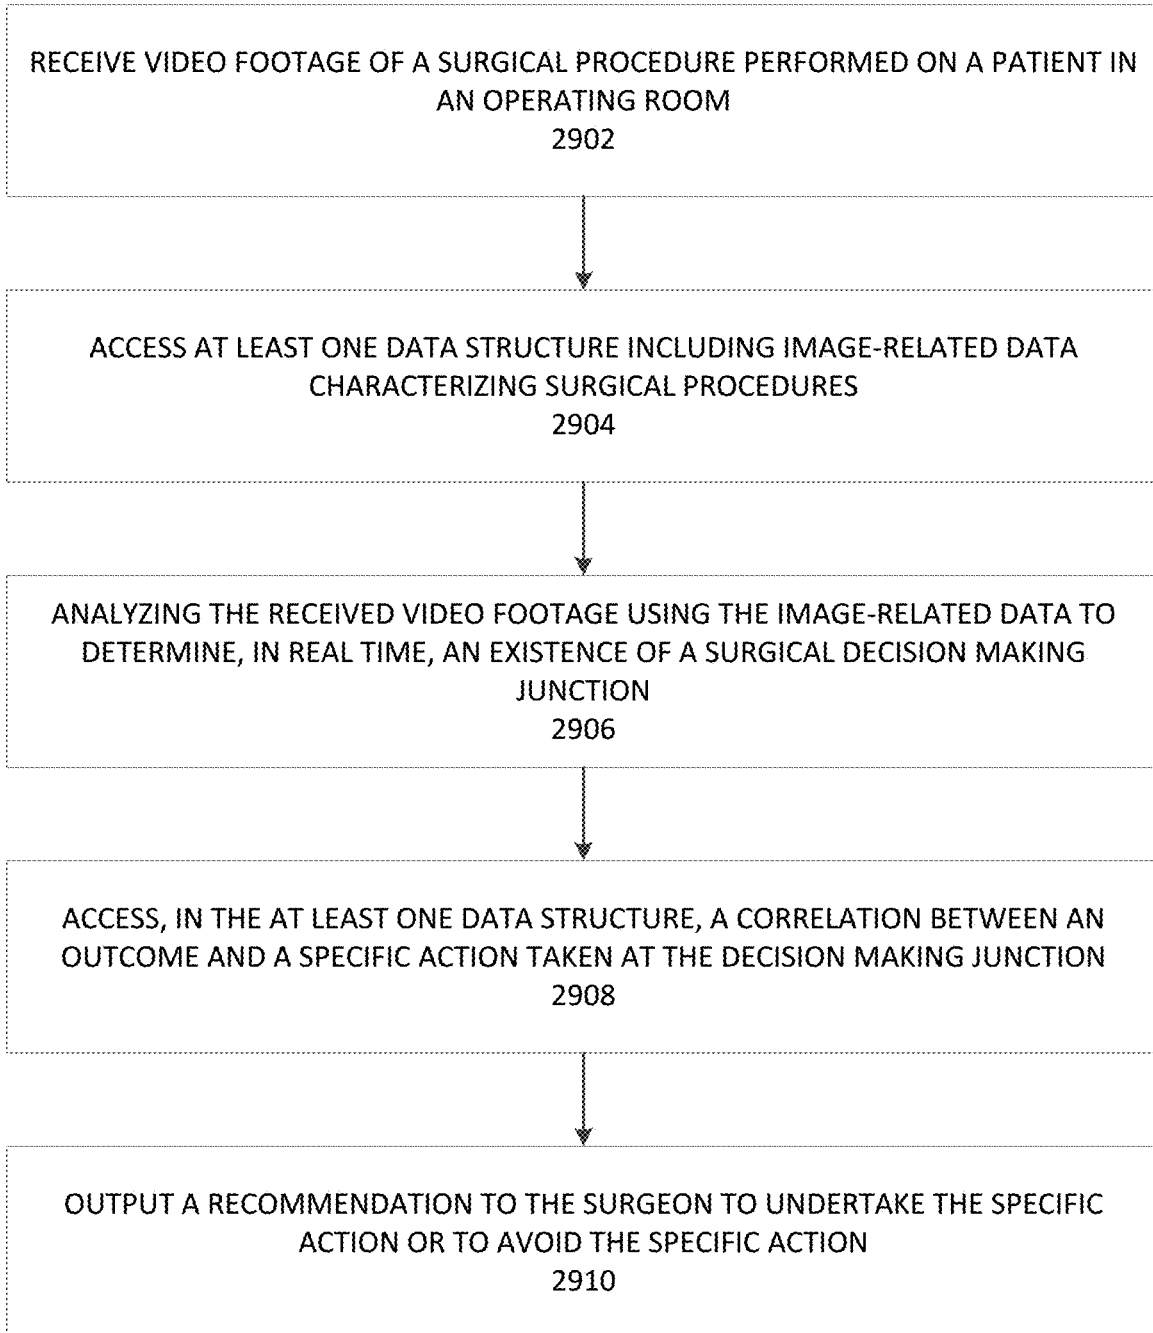 RECEIVE VIDEO FOOTAGE OF A SURGICAL PROCEDURE PERFORMED ON A PATIENT IN
AN OPERATING ROOM
2902
ACCESS AT LEAST ONE DATA STRUCTURE INCLUDING IMAGE-RELATED DATA
CHARACTERIZING SURGICAL PROCEDURES
2904
ANALYZING THE RECEIVED VIDEO FOOTAGE USING THE IMAGE-RELATED DATA TO
DETERMINE, IN REAL TIME, AN EXISTENCE OF A SURGICAL DECISION MAKING
JUNCTION
2906
ACCESS, IN THE AT LEAST ONE DATA STRUCTURE, A CORRELATION BETWEEN AN
OUTCOME AND A SPECIFIC ACTION TAKEN AT THE DECISION MAKING JUNCTION
2908
OUTPUT A RECOMMENDATION TO THE SURGEON TO UNDERTAKE THE SPECIFIC
ACTION OR TO AVOID THE SPECIFIC ACTION
2910